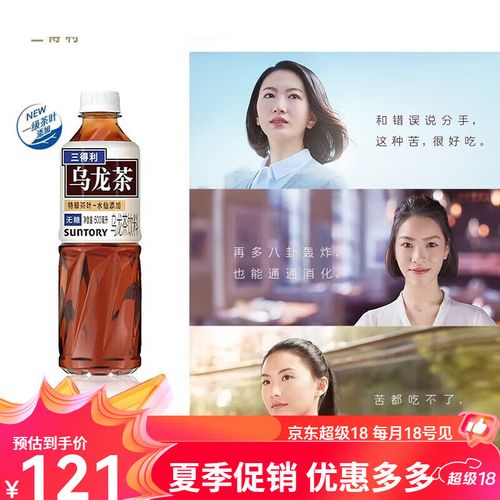 三得利
NEW
一级茶叶
添加
三得利
乌龙茶
特级茶叶-水仙添加
无糖
净含量:500毫升
乌龙茶饮料
SUNTORY
和错误说分手，
这种苦，很好吃。
再多八卦轰炸，
也能通通消化。
苦都吃不了，
京东超级18 每月18号见
预估到手价
¥121
夏季促销 优惠多多
超级18